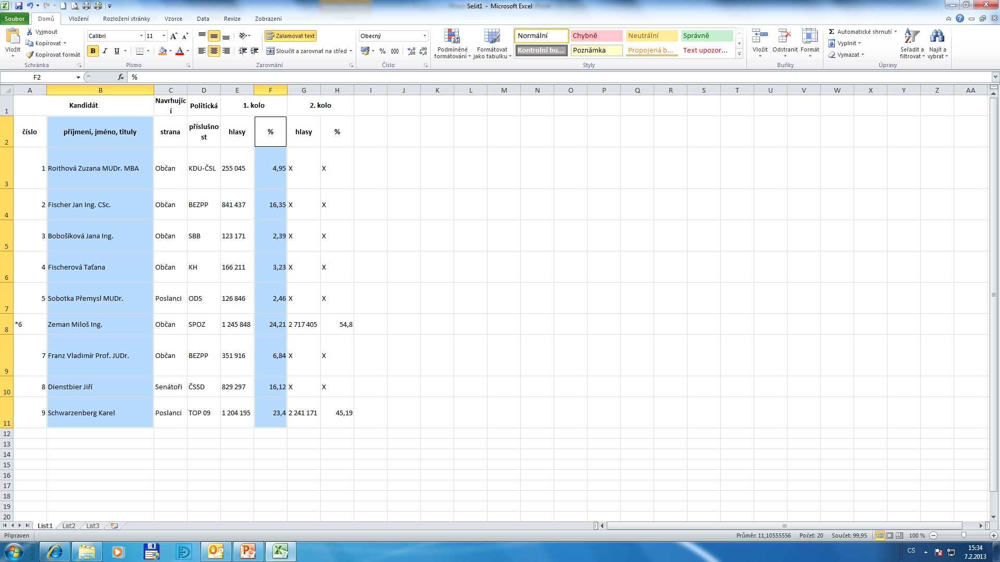 Sešit1 - Microsoft Excel
Soubor Domů Vložení Rozložení stránky Vzorce Data Revize Zobrazení
Vložit
Vyjmout
Kopírovat
Kopírovat formát
Schránka
Calibri 11
B I U
Písmo
Zalamovat text
Sloučit a zarovnat na střed
Zarovnání
Obecný
% 000
Číslo
Podmíněné formátování
Formátovat jako tabulku
Normální Chybně Neutrální Správně
Kontrolní bu... Poznámka Propojená b... Text upozor...
Styly
Vložit Odstranit Formát
Buňky
Automatické shrnutí
Vyplnit
Vymazat
Seřadit a filtrovat
Najít a vybrat
Úpravy
F2 fx %
A B C D E F G H I J K L M N O P Q R S T U V W X Y Z AA
1 Kandidát Navrhující Politická 1. kolo 2. kolo
2 číslo příjmení, jméno, tituly strana příslušnost hlasy % hlasy %
3 1 Roithová Zuzana MUDr. MBA Občan KDU-ČSL 255 045 4,95 X X
4 2 Fischer Jan Ing. CSc. Občan BEZPP 841 437 16,35 X X
5 3 Bobošíková Jana Ing. Občan SBB 123 171 2,39 X X
6 4 Fischerová Taťana Občan KH 166 211 3,23 X X
7 5 Sobotka Přemysl MUDr. Poslanci ODS 126 846 2,46 X X
8 *6 Zeman Miloš Ing. Občan SPOZ 1 245 848 24,21 2 717 405 54,8
9 7 Franz Vladimír Prof. JUDr. Občan BEZPP 351 916 6,84 X X
10 8 Dienstbier Jiří Senátoři ČSSD 829 297 16,12 X X
11 9 Schwarzenberg Karel Poslanci TOP 09 1 204 195 23,4 2 241 171 45,19
12
13
14
15
16
17
18
19
20
List1 List2 List3
Připraven Průměr: 11,10555556 Počet: 20 Součet: 99,95 100 %
CS 15:34
7.2.2013